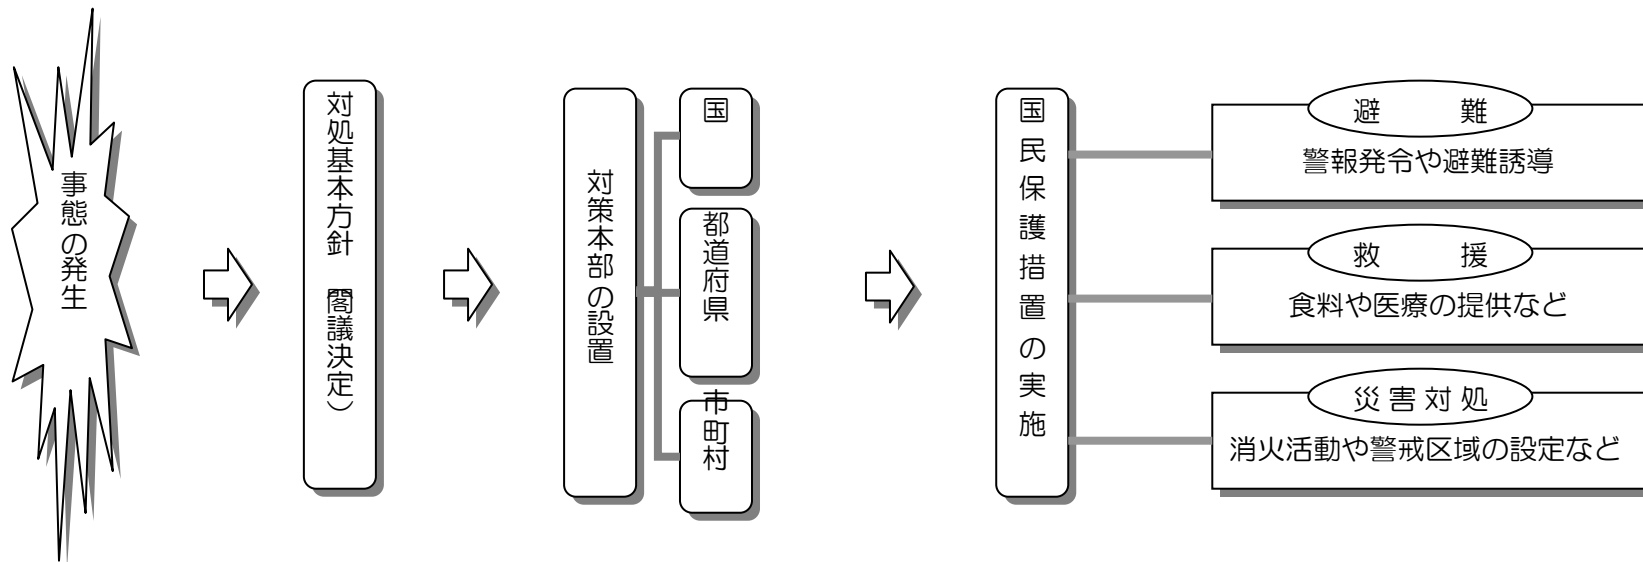 事態の発生
対処基本方針 閣議決定）
対策本部の設置
国
都道府県
市町村
国民保護措置の実施
避 難
警報発令や避難誘導
救 援
食料や医療の提供など
災害対処
消火活動や警戒区域の設定など